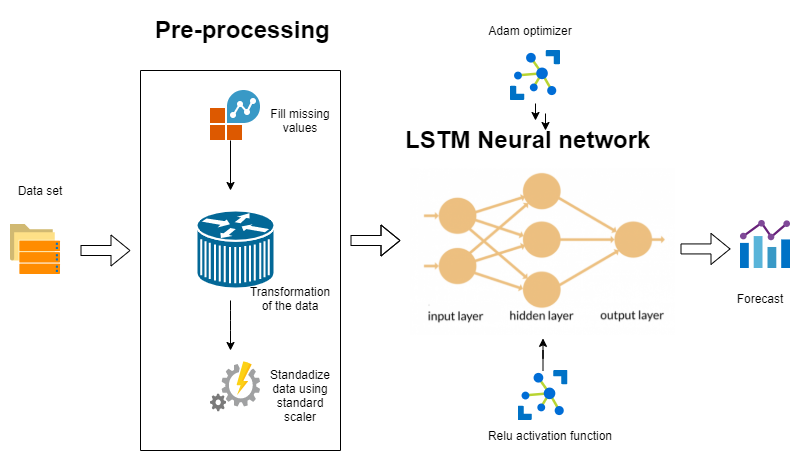 Pre-processing
Adam optimizer
Fill missing
values
LSTM Neural network
Data set
Transformation
of the data
input layer
hidden layer
output layer
Forecast
Standadize
data using
standard
scaler
Relu activation function